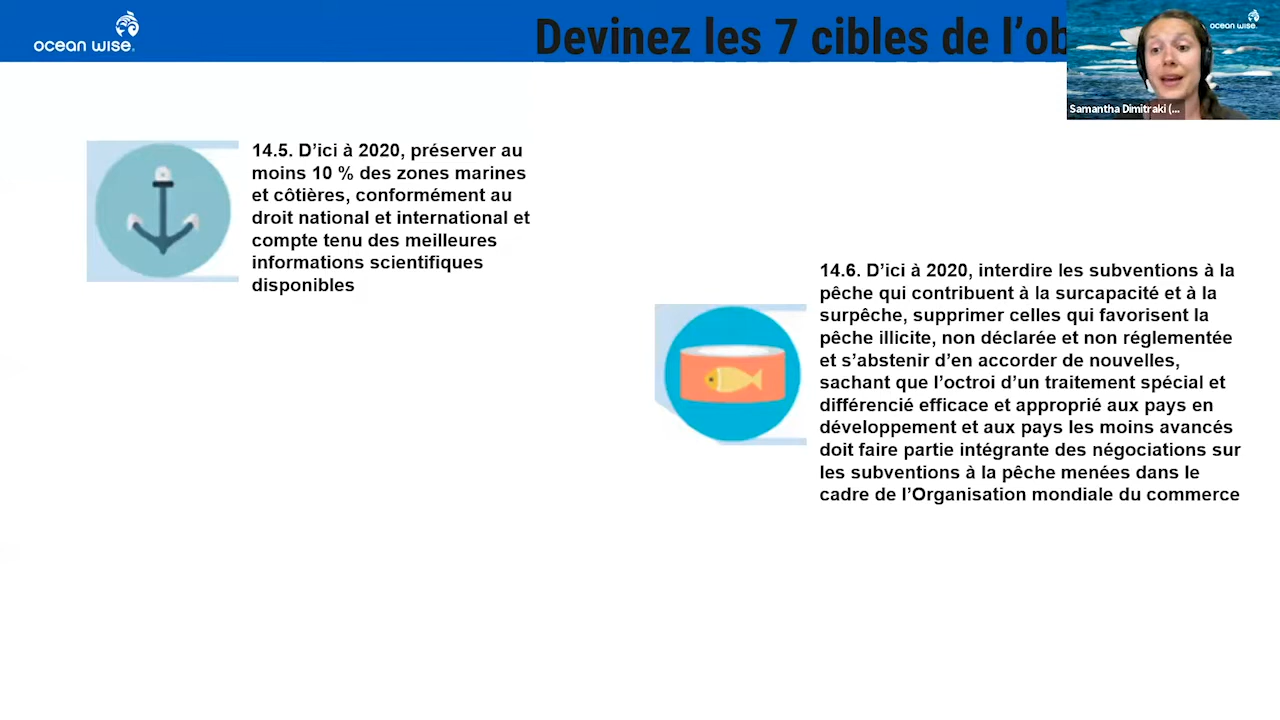 ocean wise
Devinez les 7 cibles de l’ob
ocean wise
Samantha Dimitraki (...
14.5. D’ici à 2020, préserver au
moins 10 % des zones marines
et côtières, conformément au
droit national et international et
compte tenu des meilleures
informations scientifiques
disponibles
14.6. D’ici à 2020, interdire les subventions à la
pêche qui contribuent à la surcapacité et à la
surpêche, supprimer celles qui favorisent la
pêche illicite, non déclarée et non réglementée
et s’abstenir d’en accorder de nouvelles,
sachant que l’octroi d’un traitement spécial et
différencié efficace et approprié aux pays en
développement et aux pays les moins avancés
doit faire partie intégrante des négociations sur
les subventions à la pêche menées dans le
cadre de l’Organisation mondiale du commerce